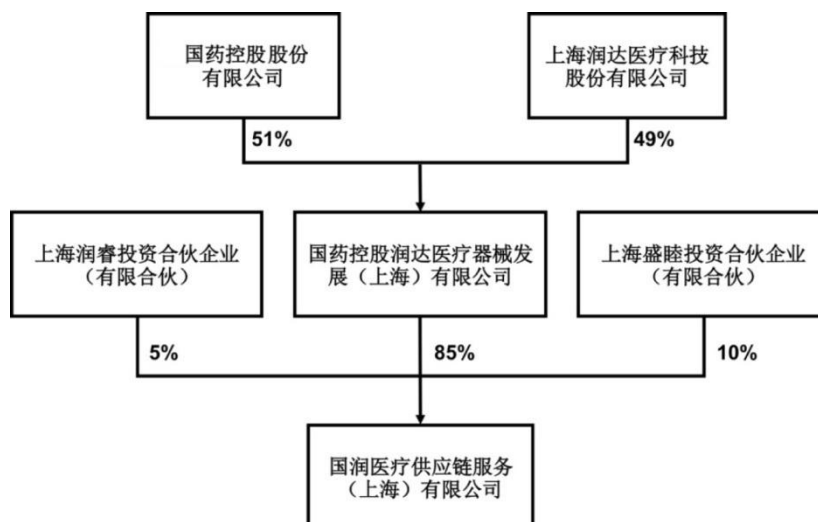 国药控股股份
有限公司
上海润达医疗科技
股份有限公司
51%
49%
上海润睿投资合伙企业
（有限合伙）
国药控股润达医疗器械发
展（上海）有限公司
上海盛睦投资合伙企业
（有限合伙）
5%
85%
10%
国润医疗供应链服务
（上海）有限公司